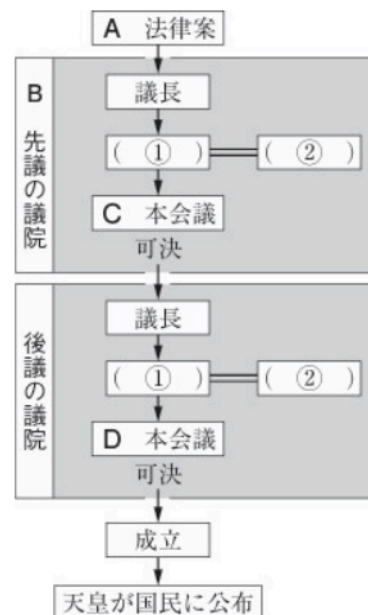 A 法律案
B 先議の議院
議長
( ① )
( ② )
C 本会議
可決
後議の議院
議長
( ① )
( ② )
D 本会議
可決
成立
天皇が国民に公布